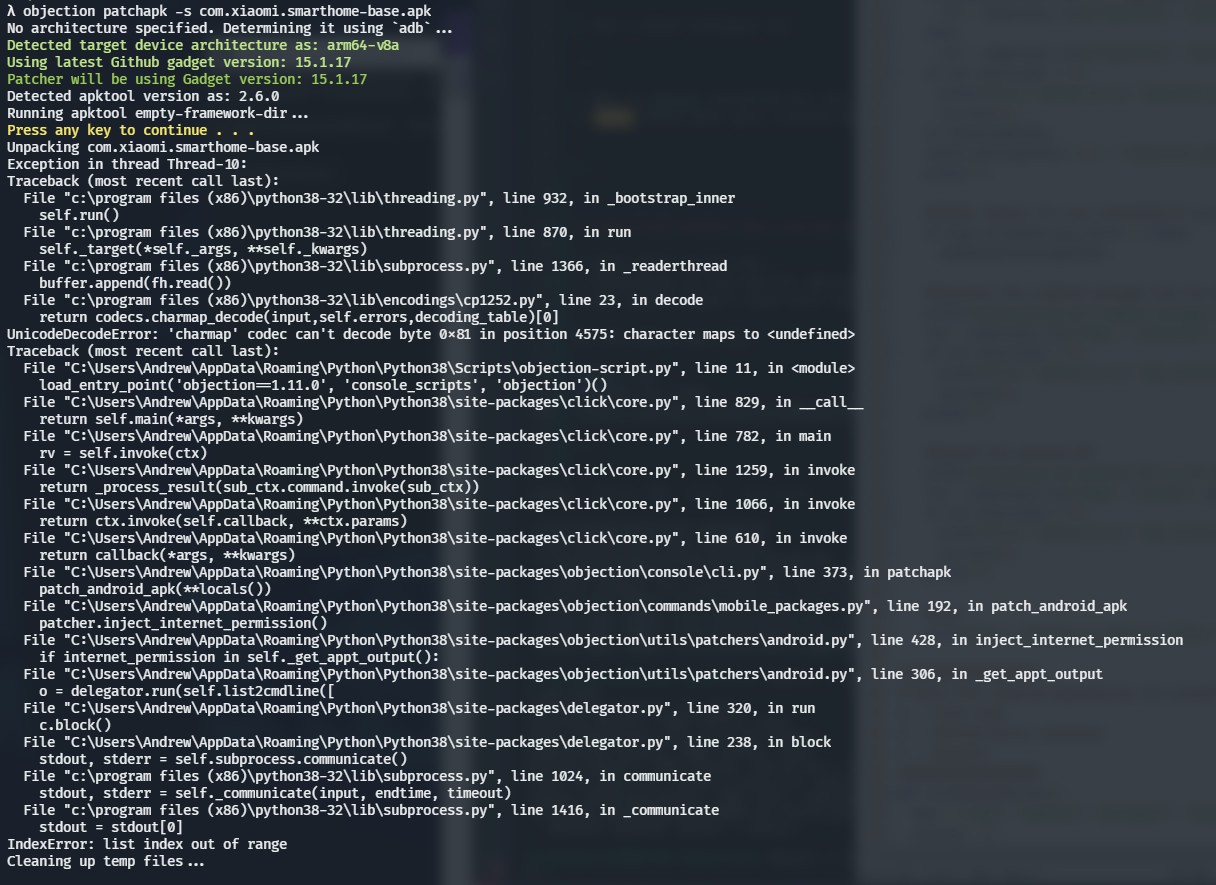 λ objection patchapk -s com.xiaomi.smarthome-base.apk
No architecture specified. Determining it using `adb`...
Detected target device architecture as: arm64-v8a
Using latest Github gadget version: 15.1.17
Patcher will be using Gadget version: 15.1.17
Detected apktool version as: 2.6.0
Running apktool empty-framework-dir...
Press any key to continue . . .
Unpacking com.xiaomi.smarthome-base.apk
Exception in thread Thread-10:
Traceback (most recent call last):
  File "c:\program files (x86)\python38-32\lib\threading.py", line 932, in _bootstrap_inner
    self.run()
  File "c:\program files (x86)\python38-32\lib\threading.py", line 870, in run
    self._target(*self._args, **self._kwargs)
  File "c:\program files (x86)\python38-32\lib\subprocess.py", line 1366, in _readerthread
    buffer.append(fh.read())
  File "c:\program files (x86)\python38-32\lib\encodings\cp1252.py", line 23, in decode
    return codecs.charmap_decode(input,self.errors,decoding_table)[0]
UnicodeDecodeError: 'charmap' codec can't decode byte 0x81 in position 4575: character maps to <undefined>
Traceback (most recent call last):
  File "C:\Users\Andrew\AppData\Roaming\Python\Python38\Scripts\objection-script.py", line 11, in <module>
    load_entry_point('objection==1.11.0', 'console_scripts', 'objection')()
  File "C:\Users\Andrew\AppData\Roaming\Python\Python38\site-packages\click\core.py", line 829, in __call__
    return self.main(*args, **kwargs)
  File "C:\Users\Andrew\AppData\Roaming\Python\Python38\site-packages\click\core.py", line 782, in main
    rv = self.invoke(ctx)
  File "C:\Users\Andrew\AppData\Roaming\Python\Python38\site-packages\click\core.py", line 1259, in invoke
    return _process_result(sub_ctx.command.invoke(sub_ctx))
  File "C:\Users\Andrew\AppData\Roaming\Python\Python38\site-packages\click\core.py", line 1066, in invoke
    return ctx.invoke(self.callback, **ctx.params)
  File "C:\Users\Andrew\AppData\Roaming\Python\Python38\site-packages\click\core.py", line 610, in invoke
    return callback(*args, **kwargs)
  File "C:\Users\Andrew\AppData\Roaming\Python\Python38\site-packages\objection\console\cli.py", line 373, in patchapk
    patch_android_apk(**locals())
  File "C:\Users\Andrew\AppData\Roaming\Python\Python38\site-packages\objection\commands\mobile_packages.py", line 192, in patch_android_apk
    patcher.inject_internet_permission()
  File "C:\Users\Andrew\AppData\Roaming\Python\Python38\site-packages\objection\utils\patchers\android.py", line 428, in inject_internet_permission
    if internet_permission in self._get_appt_output():
  File "C:\Users\Andrew\AppData\Roaming\Python\Python38\site-packages\objection\utils\patchers\android.py", line 306, in _get_appt_output
    o = delegator.run(self.list2cmdline([
  File "C:\Users\Andrew\AppData\Roaming\Python\Python38\site-packages\delegator.py", line 320, in run
    c.block()
  File "C:\Users\Andrew\AppData\Roaming\Python\Python38\site-packages\delegator.py", line 238, in block
    stdout, stderr = self.subprocess.communicate()
  File "c:\program files (x86)\python38-32\lib\subprocess.py", line 1024, in communicate
    stdout, stderr = self._communicate(input, endtime, timeout)
  File "c:\program files (x86)\python38-32\lib\subprocess.py", line 1416, in _communicate
    stdout = stdout[0]
IndexError: list index out of range
Cleaning up temp files...